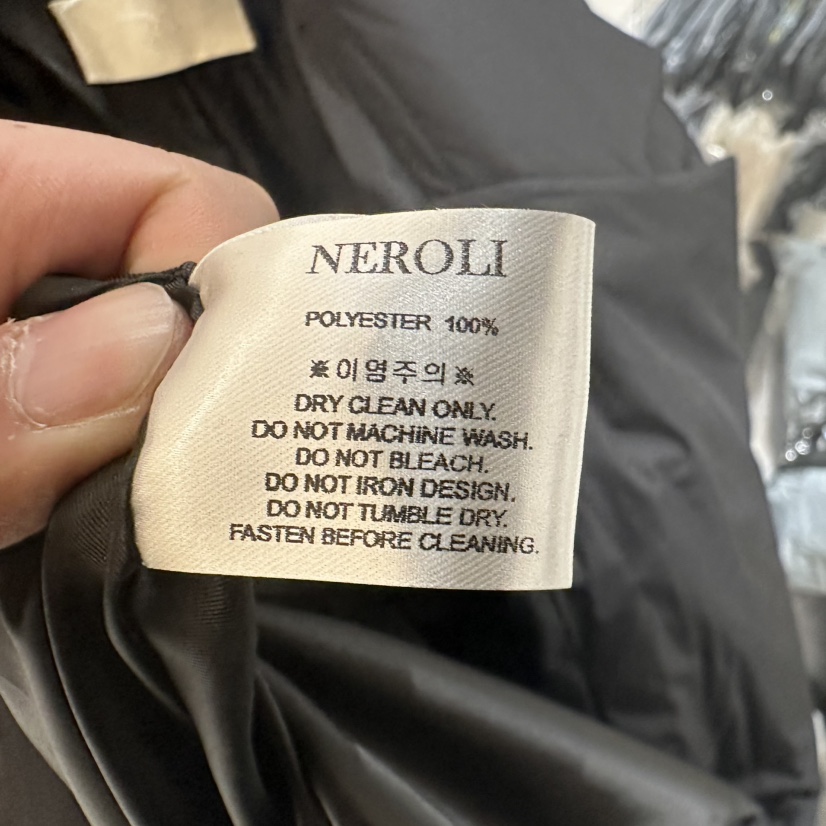 NEROLI
POLYESTER 100%
※이영주의※
DRY CLEAN ONLY.
DO NOT MACHINE WASH.
DO NOT BLEACH.
DO NOT IRON DESIGN.
DO NOT TUMBLE DRY.
FASTEN BEFORE CLEANING.